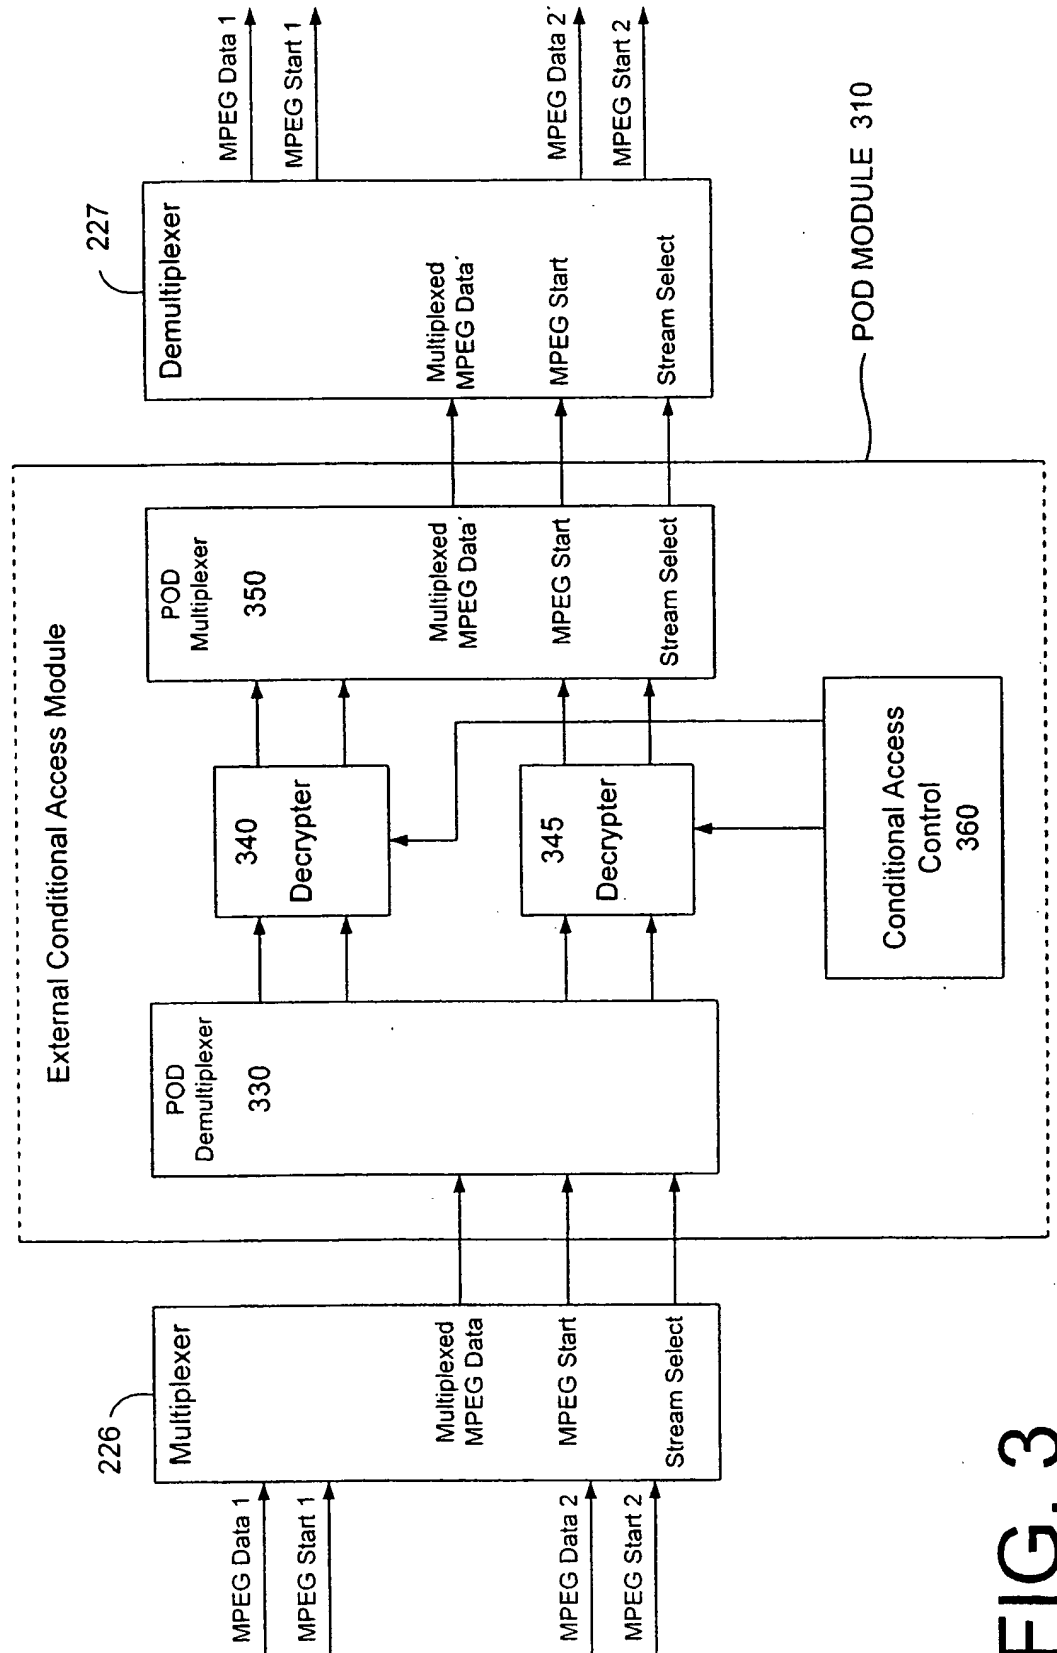 External Conditional Access Module
226
Multiplexer
MPEG Data 1
MPEG Start 1
MPEG Data 2
MPEG Start 2
Multiplexed
MPEG Data
MPEG Start
Stream Select
POD
Demultiplexer
330
340
Decrypter
345
Decrypter
Conditional Access
Control
360
POD
Multiplexer
350
Multiplexed
MPEG Data′
MPEG Start
Stream Select
227
Demultiplexer
Multiplexed
MPEG Data′
MPEG Start
Stream Select
MPEG Data 1
MPEG Start 1
MPEG Data 2′
MPEG Start 2
POD MODULE 310
FIG. 3